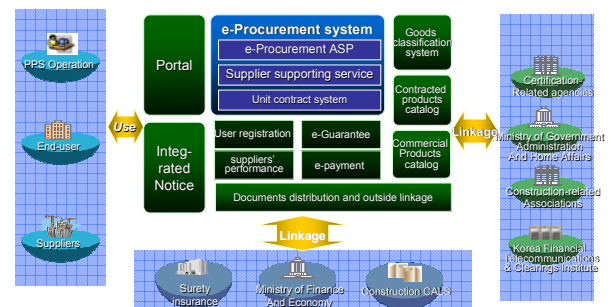 PPS Operation
End-user
Suppliers
Use
Portal
Integ-
rated
Notice
e-Procurement system
e-Procurement ASP
Supplier supporting service
Unit contract system
User registration
e-Guarantee
suppliers'
performance
e-payment
Documents distribution and outside linkage
Goods
classification
system
Contracted
products
catalog
Commercial
Products
catalog
Linkage
Certification-
Related agencies
Ministry of Government
Administration
And Home Affairs
Construction-related
Associations
Korea Financial
Telecommunications
& Clearings Institute
Linkage
Surety
insurance
Ministry of Finance
And Economy
Construction CALS